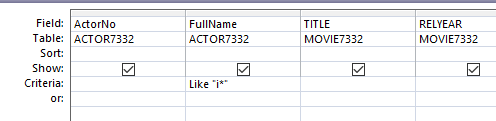 Field: ActorNo FullName TITLE RELYEAR
Table: ACTOR7332 ACTOR7332 MOVIE7332 MOVIE7332
Sort:
Show:
Criteria: Like "i*"
or: